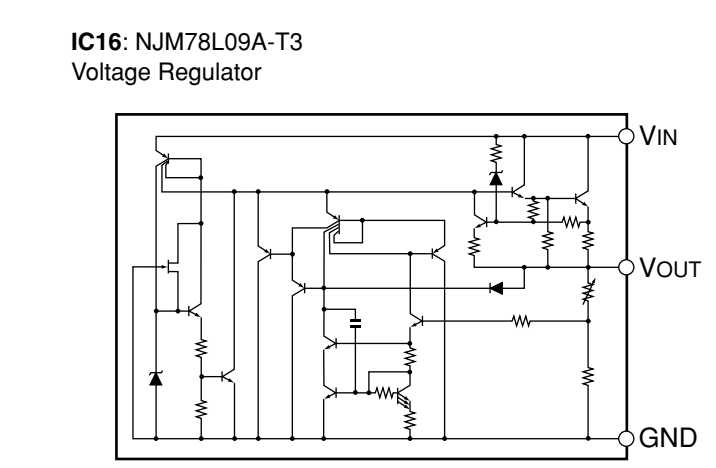 IC16: NJM78L09A-T3
Voltage Regulator
VIN
VOUT
GND